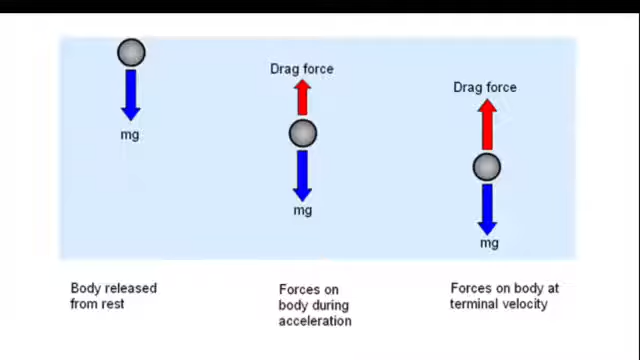 Drag force
Drag force
mg
mg
mg
Body released
from rest
Forces on
body during
acceleration
Forces on body at
terminal velocity